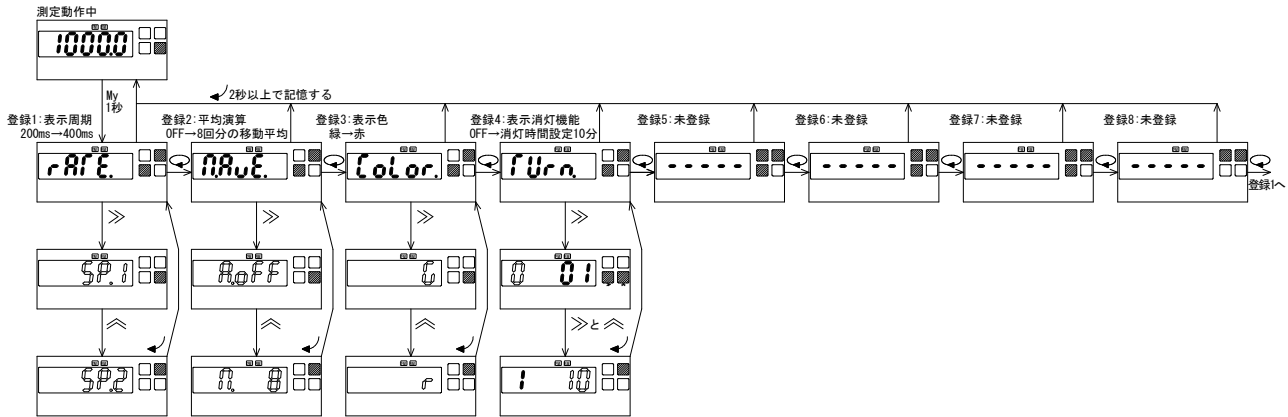 測定動作中
1000.0
My
1秒
2秒以上で記憶する
登録1:表示周期
200ms→400ms
登録2:平均演算
OFF→8回分の移動平均
登録3:表示色
緑→赤
登録4:表示消灯機能
OFF→消灯時間設定10分
登録5:未登録
登録6:未登録
登録7:未登録
登録8:未登録
rATE.
M.AvE.
CoLor.
TUrn.
-----
-----
-----
-----
登録1へ
≫
≫
≫
≫
SP.1
A.oFF
G
0 01
≫と
SP.2
M. 8
r
1 10